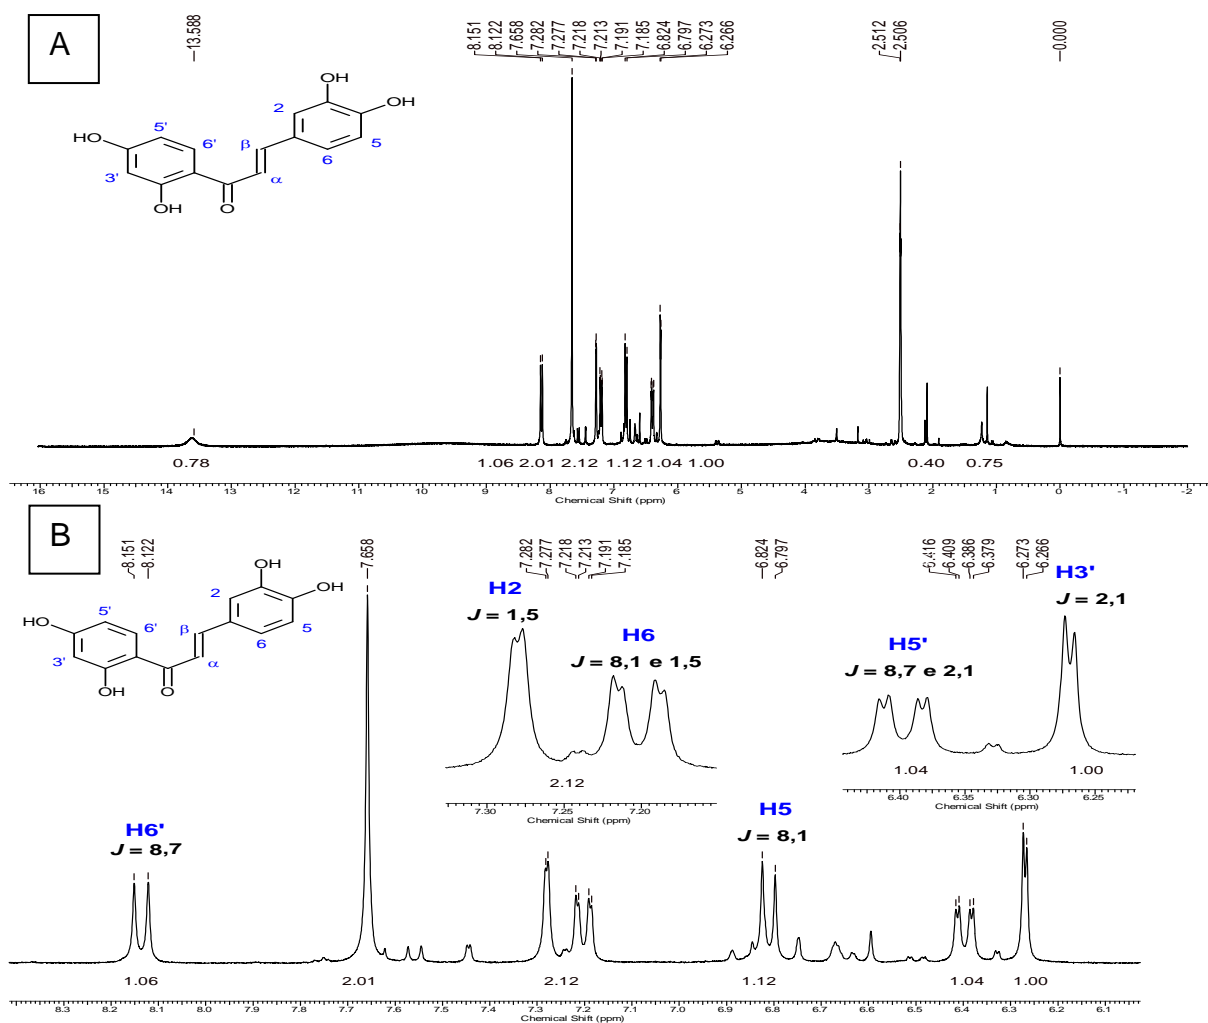 A
13.588
8.151
8.122
7.658
7.282
7.277
7.218
7.213
7.191
7.185
6.824
6.797
6.273
6.266
2.512
2.506
0.000
OH
2
OH
5'
HO
6'
β
5
6
3'
α
OH
O
0.78 1.06 2.01 2.12 1.12 1.04 1.00 0.40 0.75
16 15 14 13 12 11 10 9 8 7 6 5 4 3 2 1 0 -1 -2
Chemical Shift (ppm)
B
8.151
8.122
7.658
7.282
7.277
7.218
7.213
7.191
7.185
6.824
6.797
6.416
6.409
6.386
6.379
6.273
6.266
OH
2
OH
5'
HO
6'
β
5
6
3'
α
OH
O
H2
J = 1,5
H6
J = 8,1 e 1,5
2.12
7.30 7.25 7.20
Chemical Shift (ppm)
H3'
J = 2,1
H5'
J = 8,7 e 2,1
1.04 1.00
6.40 6.35 6.30 6.25
Chemical Shift (ppm)
H6'
J = 8,7
H5
J = 8,1
1.06 2.01 2.12 1.12 1.04 1.00
8.3 8.2 8.1 8.0 7.9 7.8 7.7 7.6 7.5 7.4 7.3 7.2 7.1 7.0 6.9 6.8 6.7 6.6 6.5 6.4 6.3 6.2 6.1
Chemical Shift (ppm)